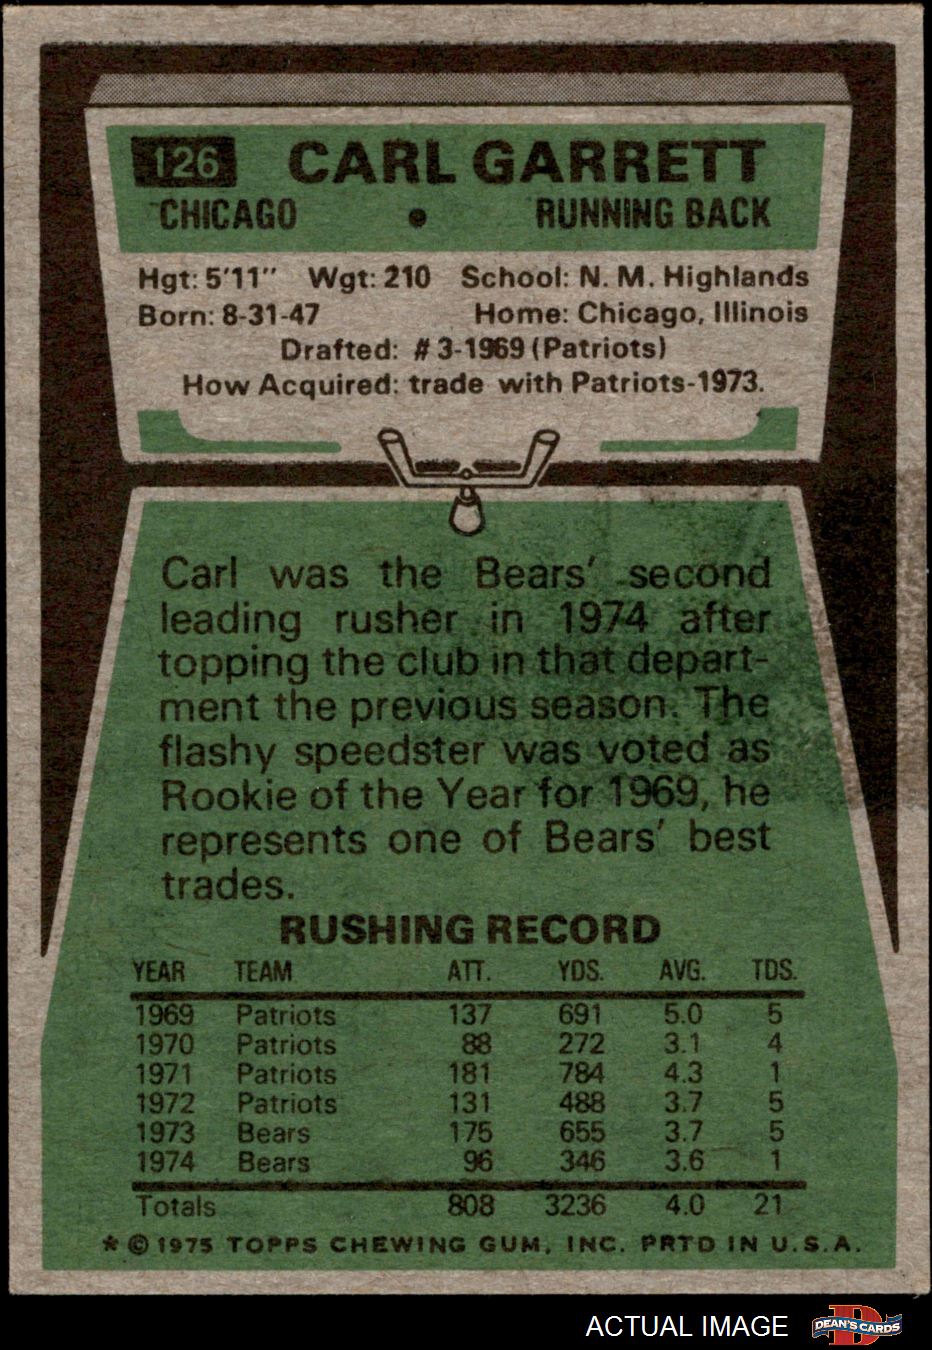 126 CARL GARRETT
CHICAGO • RUNNING BACK
Hgt: 5'11" Wgt: 210 School: N. M. Highlands
Born: 8-31-47 Home: Chicago, Illinois
Drafted: #3-1969 (Patriots)
How Acquired: trade with Patriots-1973.
Carl was the Bears' second
leading rusher in 1974 after
topping the club in that depart-
ment the previous season. The
flashy speedster was voted as
Rookie of the Year for 1969, he
represents one of Bears' best
trades.
RUSHING RECORD
YEAR TEAM ATT. YDS. AVG. TDS.
1969 Patriots 137 691 5.0 5
1970 Patriots 88 272 3.1 4
1971 Patriots 181 784 4.3 1
1972 Patriots 131 488 3.7 5
1973 Bears 175 655 3.7 5
1974 Bears 96 346 3.6 1
Totals 808 3236 4.0 21
* © 1975 TOPPS CHEWING GUM, INC. PRTD IN U.S.A.
ACTUAL IMAGE DEAN'S CARDS